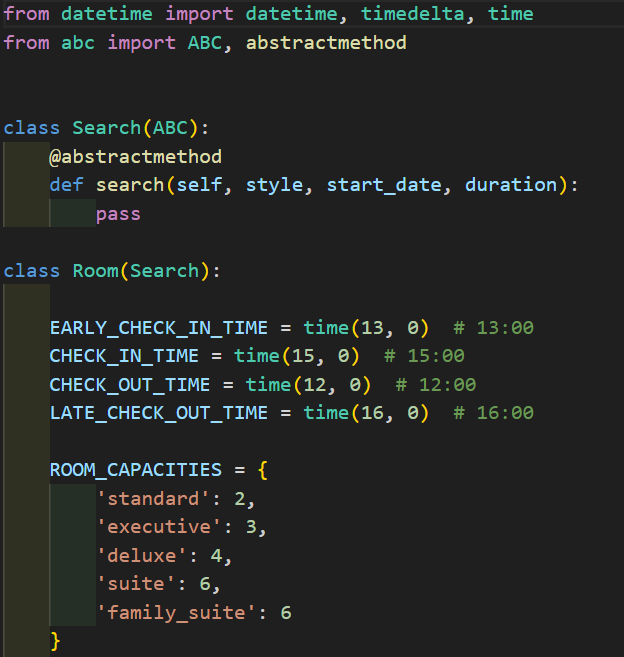 from datetime import datetime, timedelta, time
from abc import ABC, abstractmethod
class Search(ABC):
@abstractmethod
def search(self, style, start_date, duration):
pass
class Room(Search):
EARLY_CHECK_IN_TIME = time(13, 0)  # 13:00
CHECK_IN_TIME = time(15, 0)  # 15:00
CHECK_OUT_TIME = time(12, 0)  # 12:00
LATE_CHECK_OUT_TIME = time(16, 0)  # 16:00
ROOM_CAPACITIES = {
'standard': 2,
'executive': 3,
'deluxe': 4,
'suite': 6,
'family_suite': 6
}